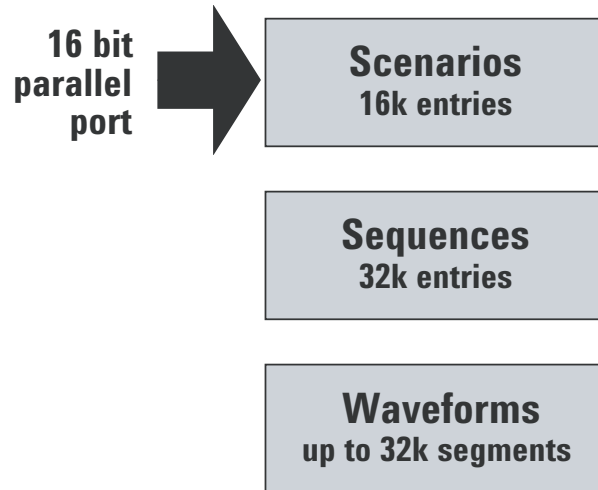 16 bit
parallel
port
Scenarios
16k entries
Sequences
32k entries
Waveforms
up to 32k segments